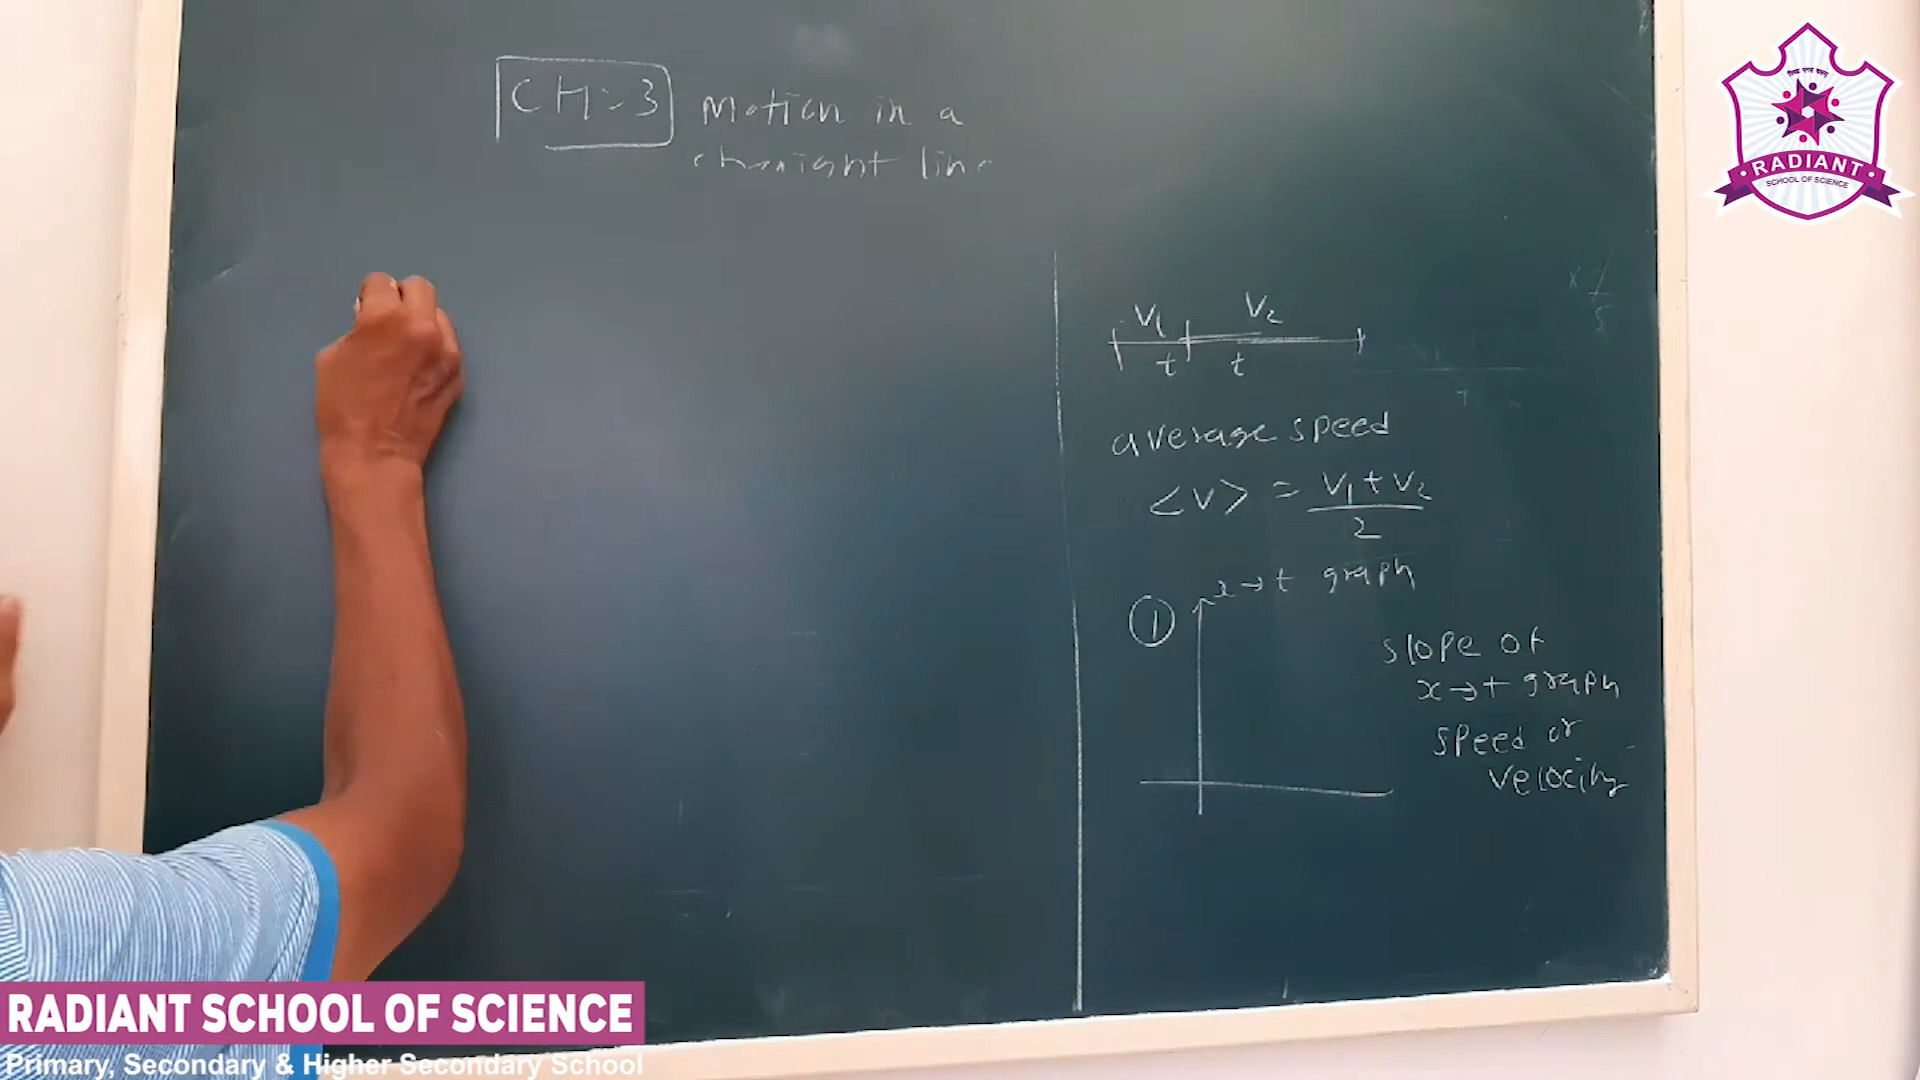 CH=3 Motion in a
straight line
V₁ V₂
t t
average speed
<v> = V₁ + V₂ / 2
① x→t graph
slope of
x→t graph
speed or
velocity
RADIANT
SCHOOL OF SCIENCE
RADIANT SCHOOL OF SCIENCE
Primary, Secondary & Higher Secondary School